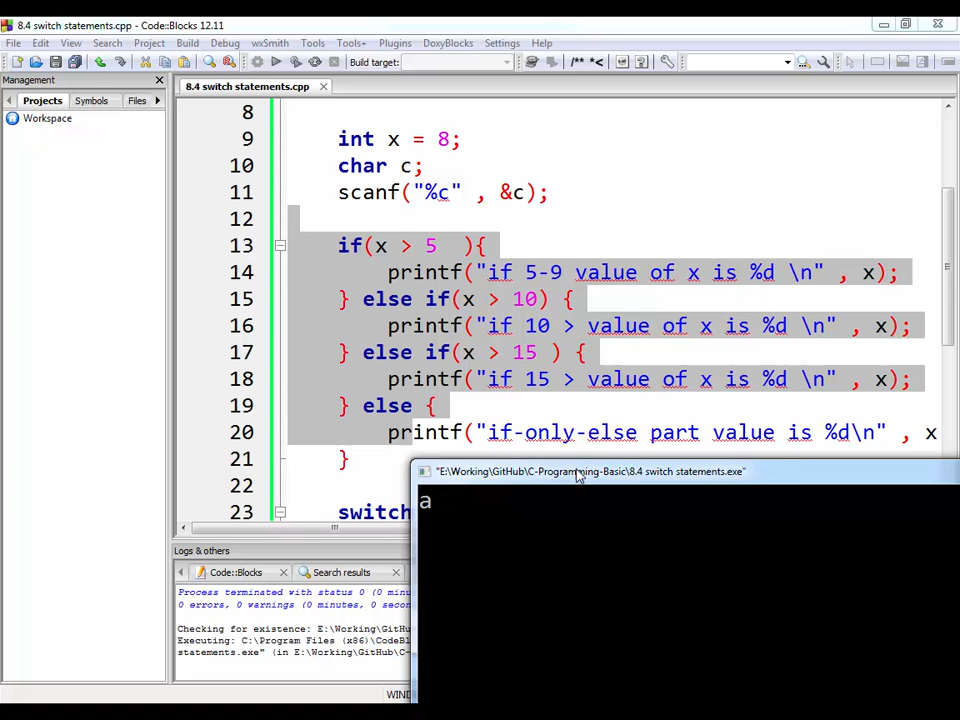 8.4 switch statements.cpp - Code::Blocks 12.11
File Edit View Search Project Build Debug wxSmith Tools Tools+ Plugins DoxyBlocks Settings Help
Build target:
/** *<
Management
Projects Symbols Files
Workspace
8.4 switch statements.cpp
8
9 int x = 8;
10 char c;
11 scanf("%c" , &c);
12
13 if(x > 5 ){
14 printf("if 5-9 value of x is %d \n" , x);
15 } else if(x > 10) {
16 printf("if 10 > value of x is %d \n" , x);
17 } else if(x > 15 ) {
18 printf("if 15 > value of x is %d \n" , x);
19 } else {
20 printf("if-only-else part value is %d\n" , x
21 }
22
23 switch
Logs & others
Code::Blocks Search results
Process terminated with status 0 (0 minu
0 errors, 0 warnings (0 minutes, 0 secon
Checking for existence: E:\Working\GitHu
Executing: C:\Program Files (x86)\CodeBl
statements.exe" (in E:\Working\GitHub\C-
WIND
"E:\Working\GitHub\C-Programming-Basic\8.4 switch statements.exe"
a